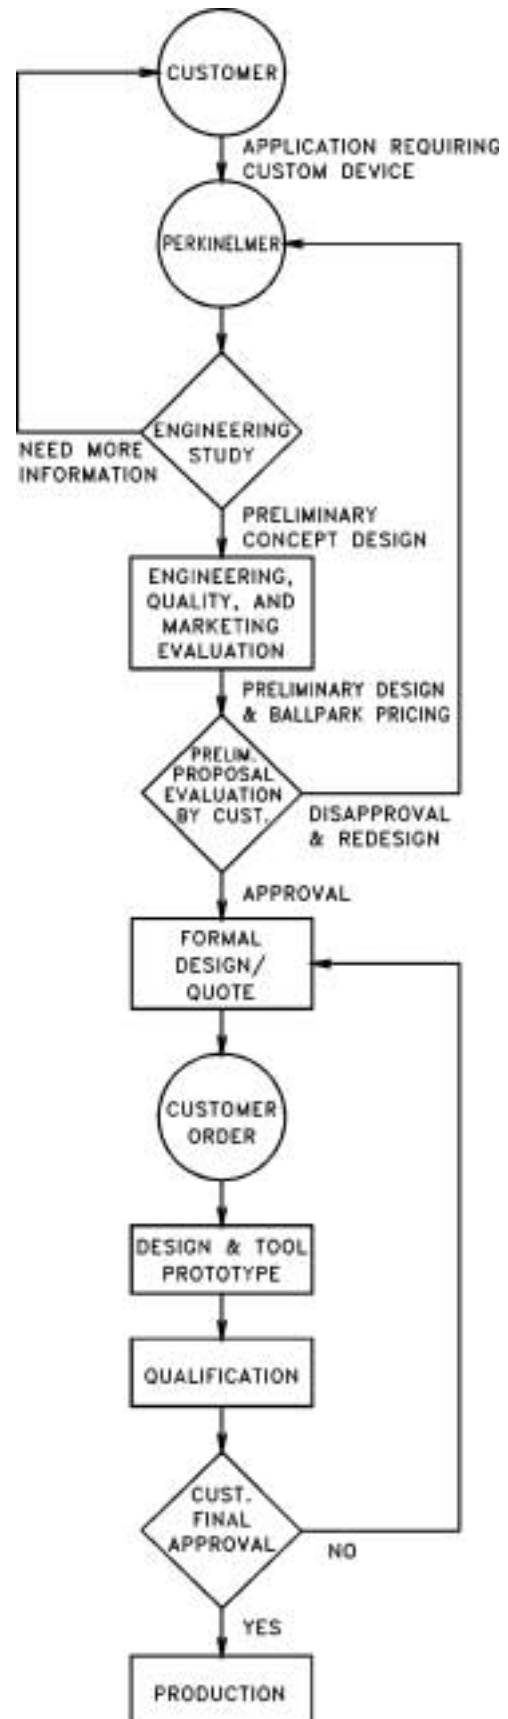 CUSTOMER
APPLICATION REQUIRING
CUSTOM DEVICE
PERKINELMER
ENGINEERING
STUDY
NEED MORE
INFORMATION
PRELIMINARY
CONCEPT DESIGN
ENGINEERING,
QUALITY, AND
MARKETING
EVALUATION
PRELIMINARY DESIGN
& BALLPARK PRICING
PRELIM.
PROPOSAL
EVALUATION
BY CUST.
DISAPPROVAL
& REDESIGN
APPROVAL
FORMAL
DESIGN/
QUOTE
CUSTOMER
ORDER
DESIGN & TOOL
PROTOTYPE
QUALIFICATION
CUST.
FINAL
APPROVAL
NO
YES
PRODUCTION